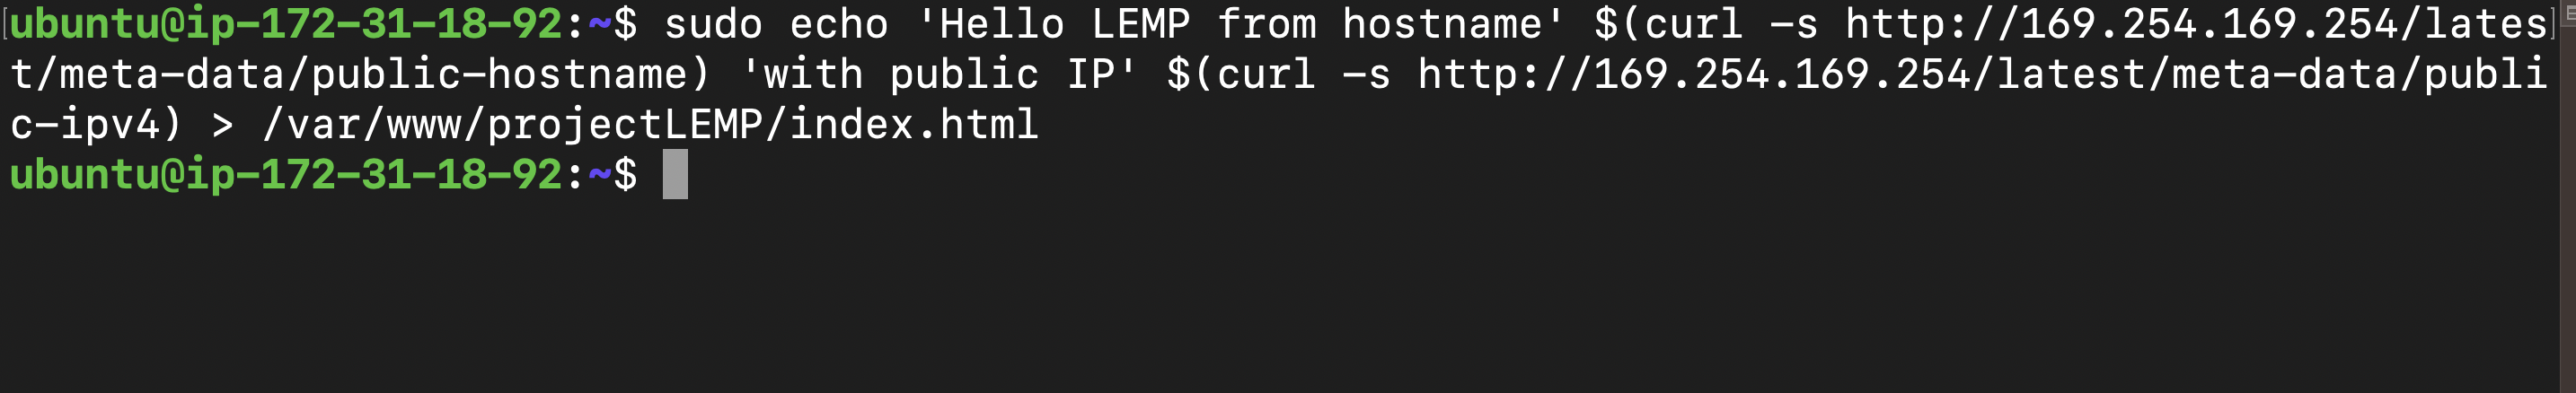 [ubuntu@ip-172-31-18-92:~$ sudo echo 'Hello LEMP from hostname' $(curl -s http://169.254.169.254/lates]
t/meta-data/public-hostname) 'with public IP' $(curl -s http://169.254.169.254/latest/meta-data/publi
c-ipv4) > /var/www/projectLEMP/index.html
ubuntu@ip-172-31-18-92:~$